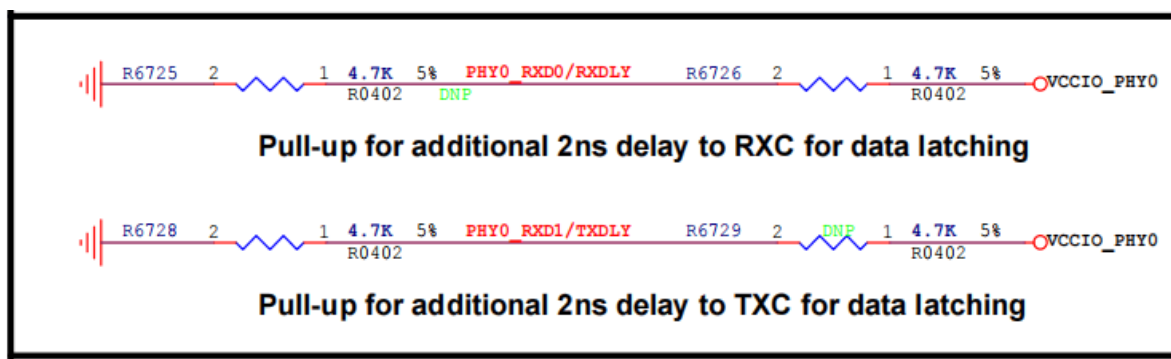 R6725 2 1 4.7K 5% PHY0_RXD0/RXDLY R6726 2 1 4.7K 5% VCCIO_PHY0
R0402 DNP R0402
Pull-up for additional 2ns delay to RXC for data latching
R6728 2 1 4.7K 5% PHY0_RXD1/TXDLY R6729 2 DNP 1 4.7K 5% VCCIO_PHY0
R0402 R0402
Pull-up for additional 2ns delay to TXC for data latching